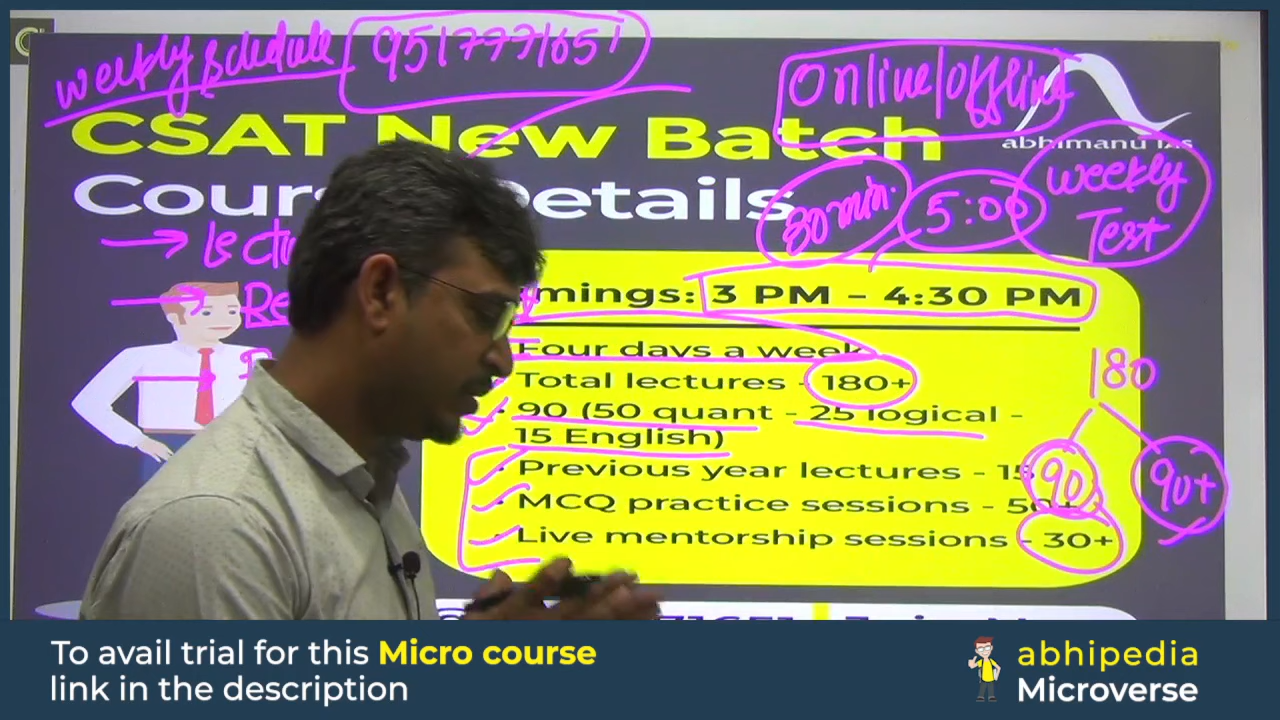 weekly schedule 9517771651
online/offline
CSAT New Batch
abhimanu IAS
Course Details
80 min. 5:00 weekly
Test
mings: 3 PM – 4:30 PM
Four days a week
180
Total lectures - 180+
90 (50 quant - 25 logical -
15 English)
90 90+
Previous year lectures - 15
MCQ practice sessions - 50+
Live mentorship sessions - 30+
To avail trial for this Micro course
link in the description
abhipedia
Microverse